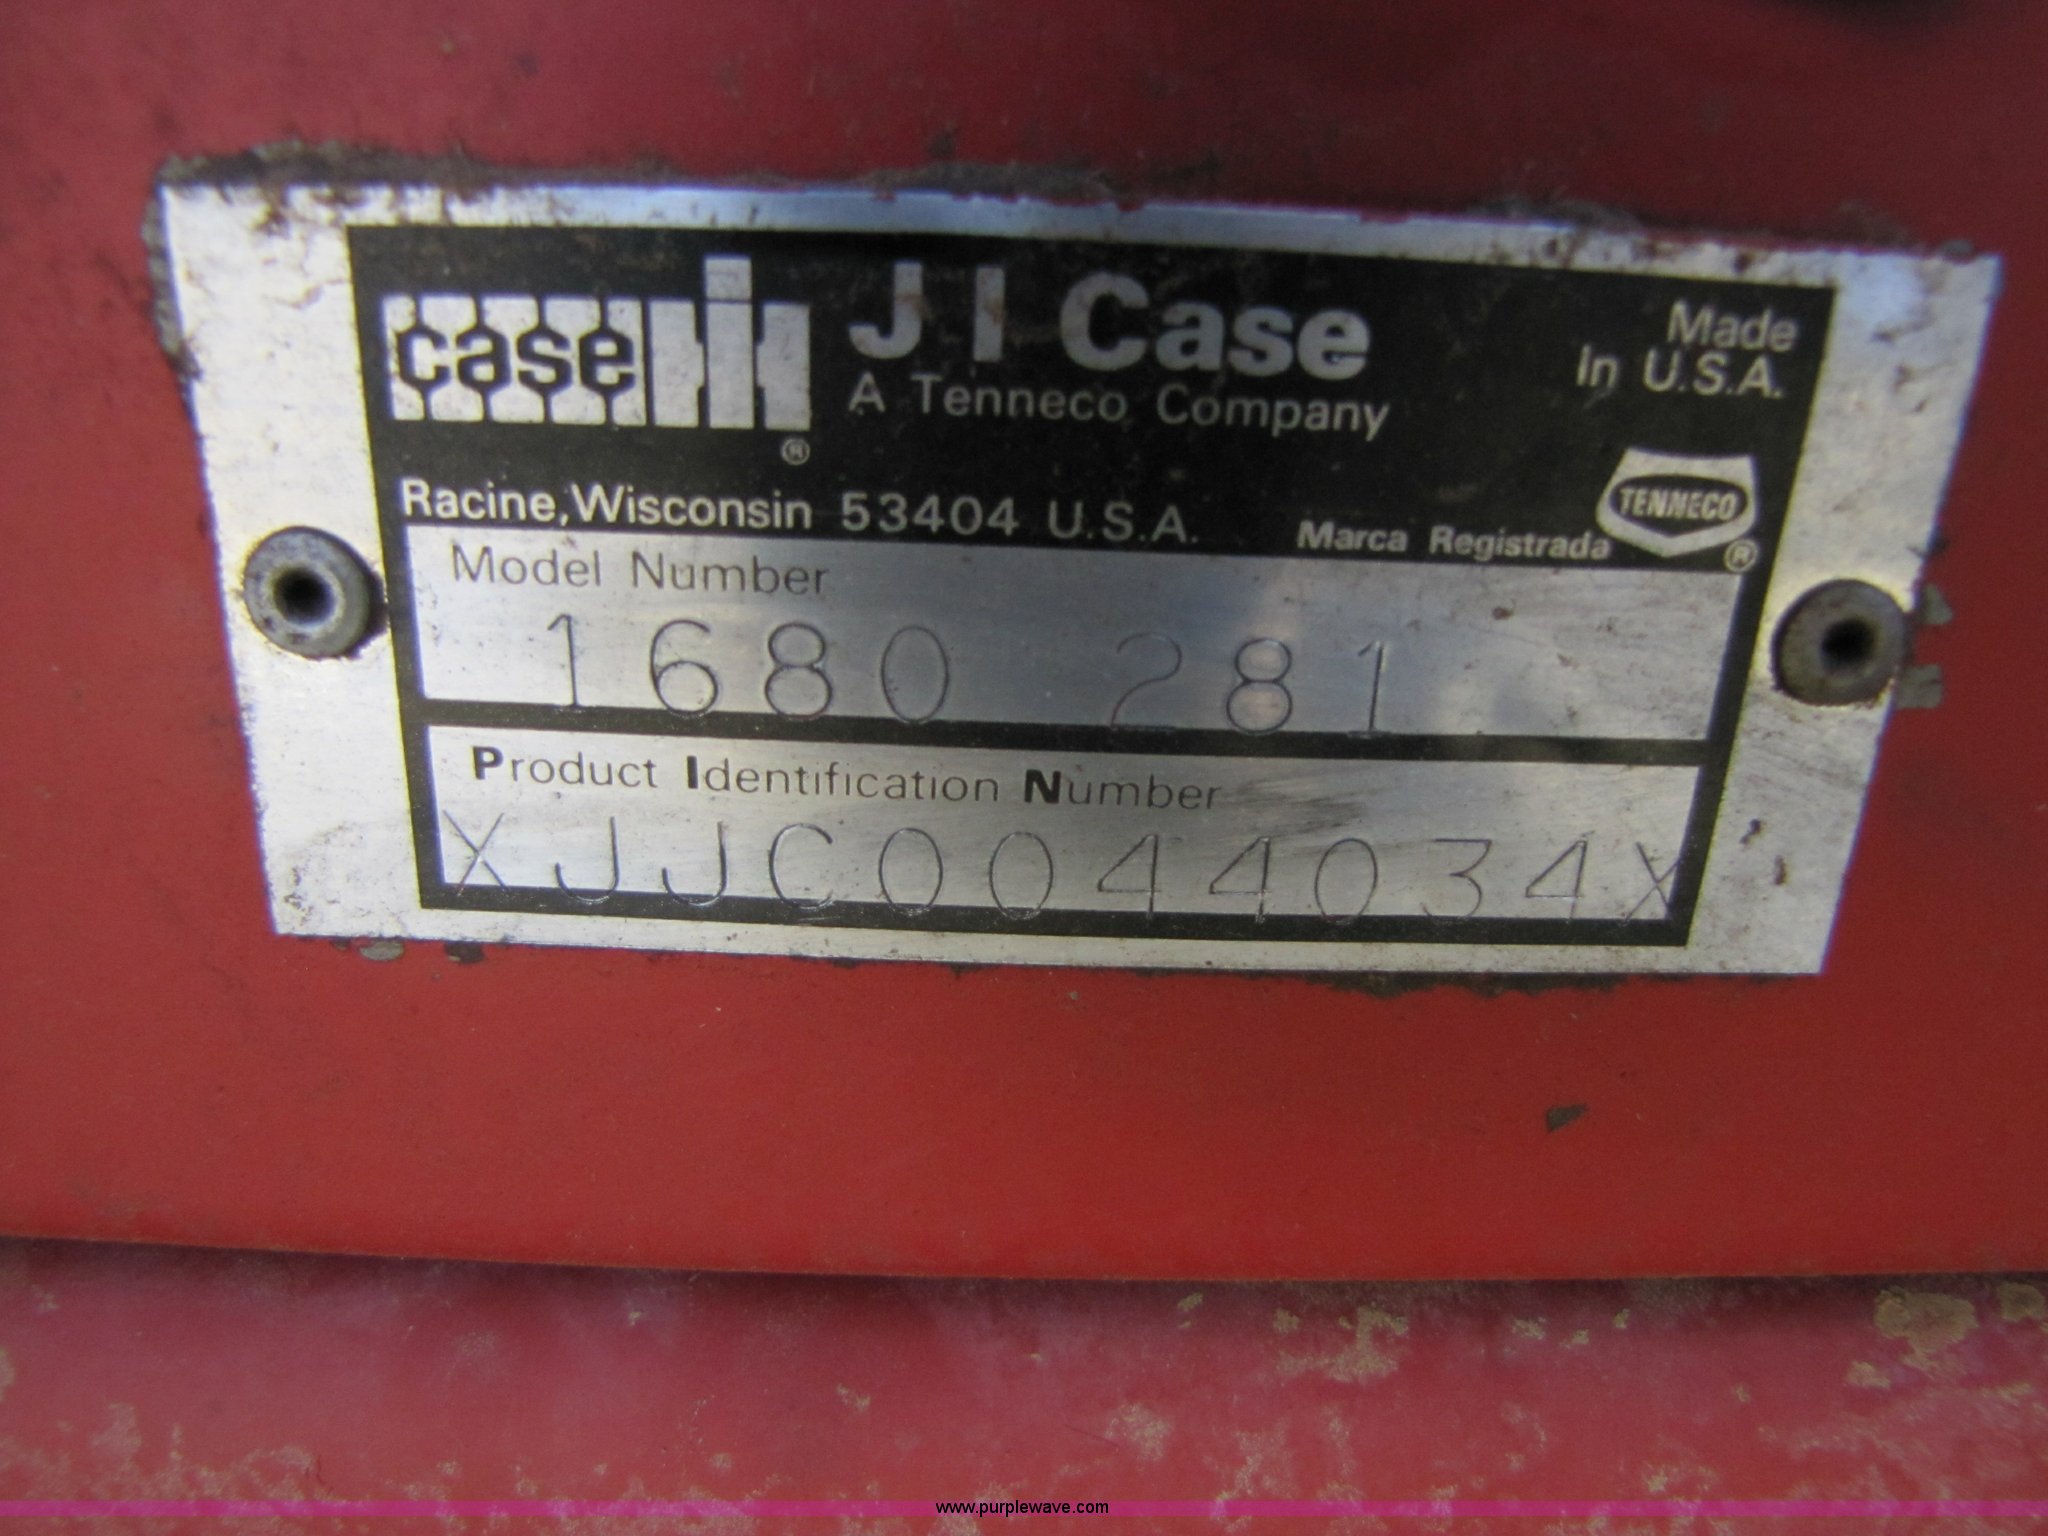 case IH ®
J I Case
A Tenneco Company
Made
In U.S.A.
Racine, Wisconsin 53404 U.S.A.
Marca Registrada
TENNECO ®
Model Number
1680 281
Product Identification Number
XJJC0044034X
www.purplewave.com